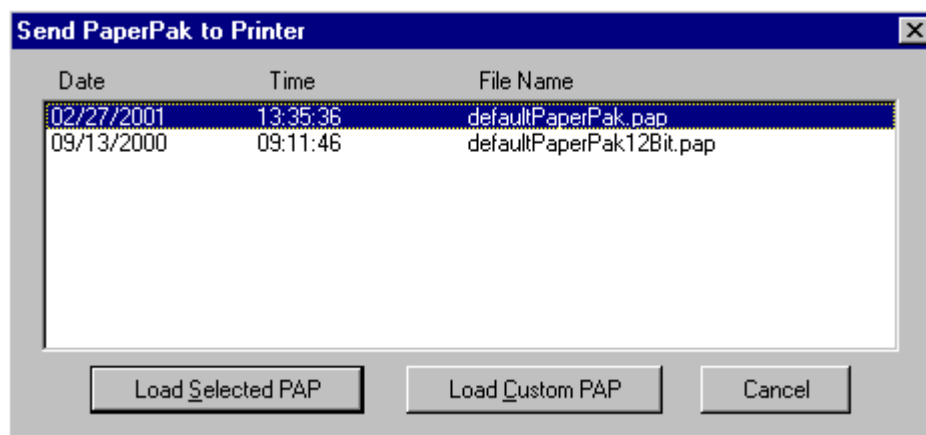 Send PaperPak to Printer
Date Time File Name
02/27/2001 13:35:36 defaultPaperPak.pap
09/13/2000 09:11:46 defaultPaperPak12Bit.pap
Load Selected PAP Load Custom PAP Cancel